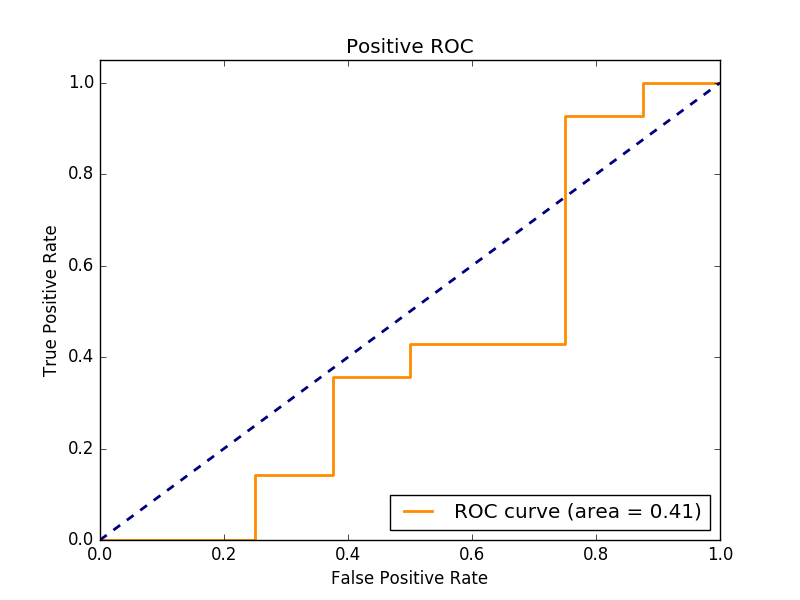 Positive ROC
True Positive Rate
1.0
0.8
0.6
0.4
0.2
0.0
ROC curve (area = 0.41)
0.0 0.2 0.4 0.6 0.8 1.0
False Positive Rate